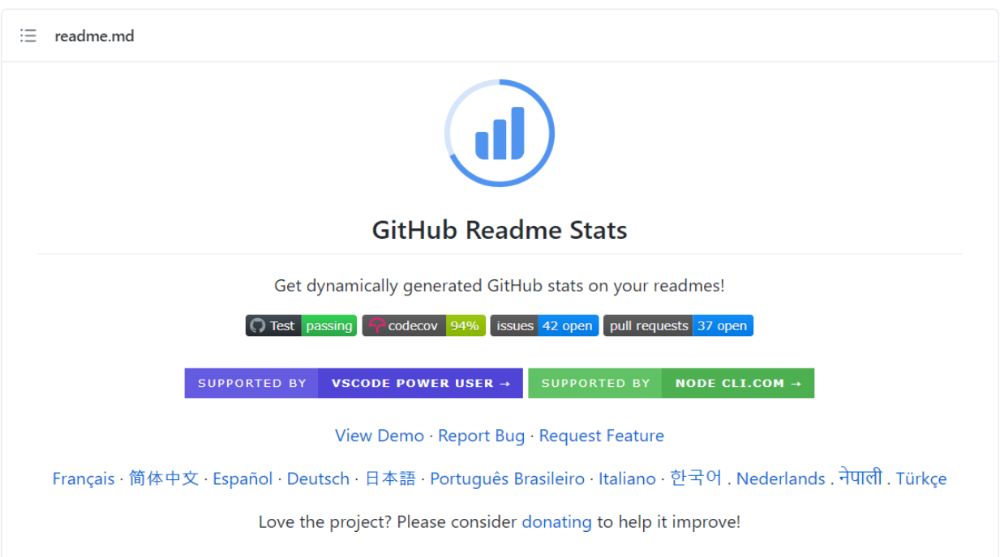 readme.md
GitHub Readme Stats
Get dynamically generated GitHub stats on your readmes!
Test passing codecov 94% issues 42 open pull requests 37 open
SUPPORTED BY VSCODE POWER USER → SUPPORTED BY NODE CLI.COM →
View Demo · Report Bug · Request Feature
Français · 简体中文 · Español · Deutsch · 日本語 · Português Brasileiro · Italiano · 한국어 . Nederlands . नेपाली . Türkçe
Love the project? Please consider donating to help it improve!